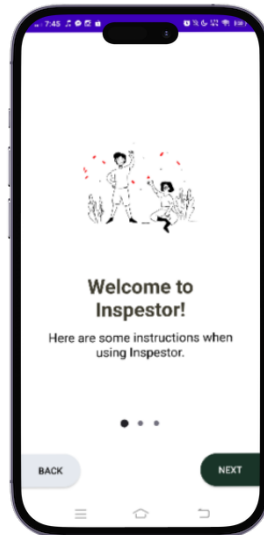 7:45
Welcome to
Inspestor!
Here are some instructions when
using Inspestor.
BACK
NEXT